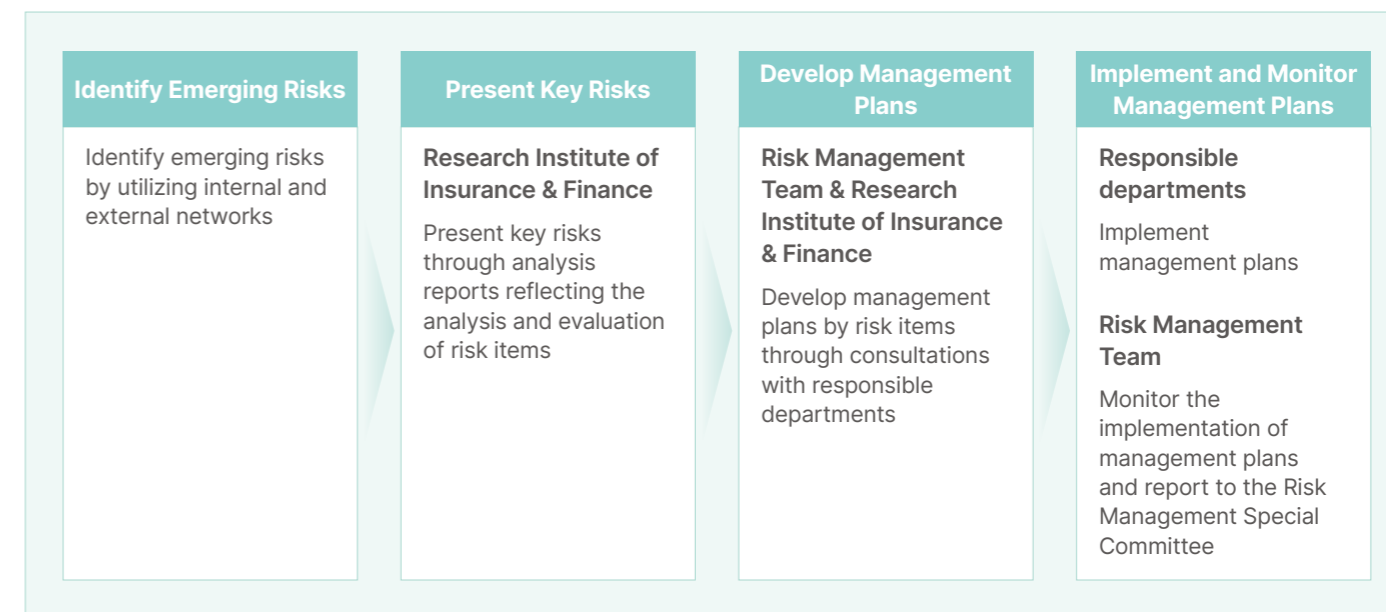 Identify Emerging Risks
Identify emerging risks
by utilizing internal and
external networks
Present Key Risks
Research Institute of
Insurance & Finance
Present key risks
through analysis
reports reflecting the
analysis and evaluation
of risk items
Develop Management
Plans
Risk Management
Team & Research
Institute of Insurance
& Finance
Develop management
plans by risk items
through consultations
with responsible
departments
Implement and Monitor
Management Plans
Responsible
departments
Implement
management plans
Risk Management
Team
Monitor the
implementation of
management plans
and report to the Risk
Management Special
Committee